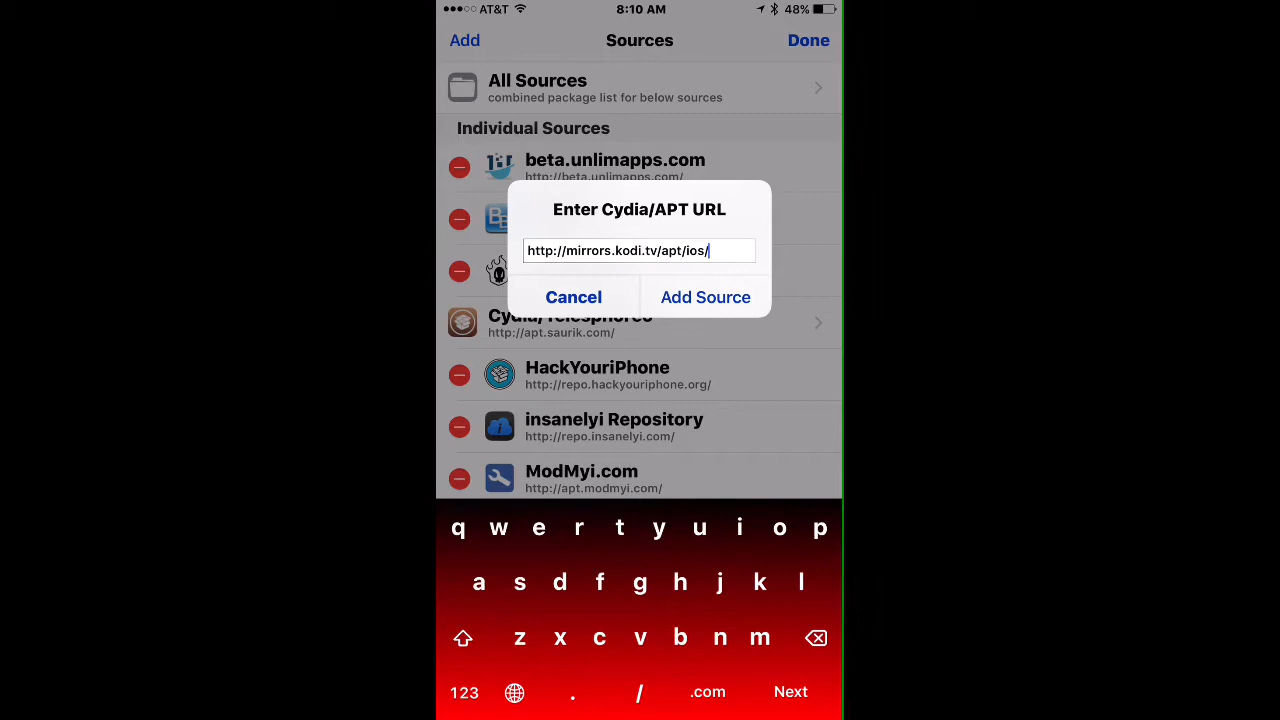 AT&T 8:10 AM 48%
Add Sources Done
All Sources
combined package list for below sources
Individual Sources
beta.unlimapps.com
http://beta.unlimapps.com/
Enter Cydia/APT URL
http://mirrors.kodi.tv/apt/ios/
Cancel Add Source
Cydia/Telesphoreo
http://apt.saurik.com/
HackYouriPhone
http://repo.hackyouriphone.org/
insanelyi Repository
http://repo.insanelyi.com/
ModMyi.com
http://apt.modmyi.com/
q w e r t y u i o p
a s d f g h j k l
z x c v b n m
123 . / .com Next